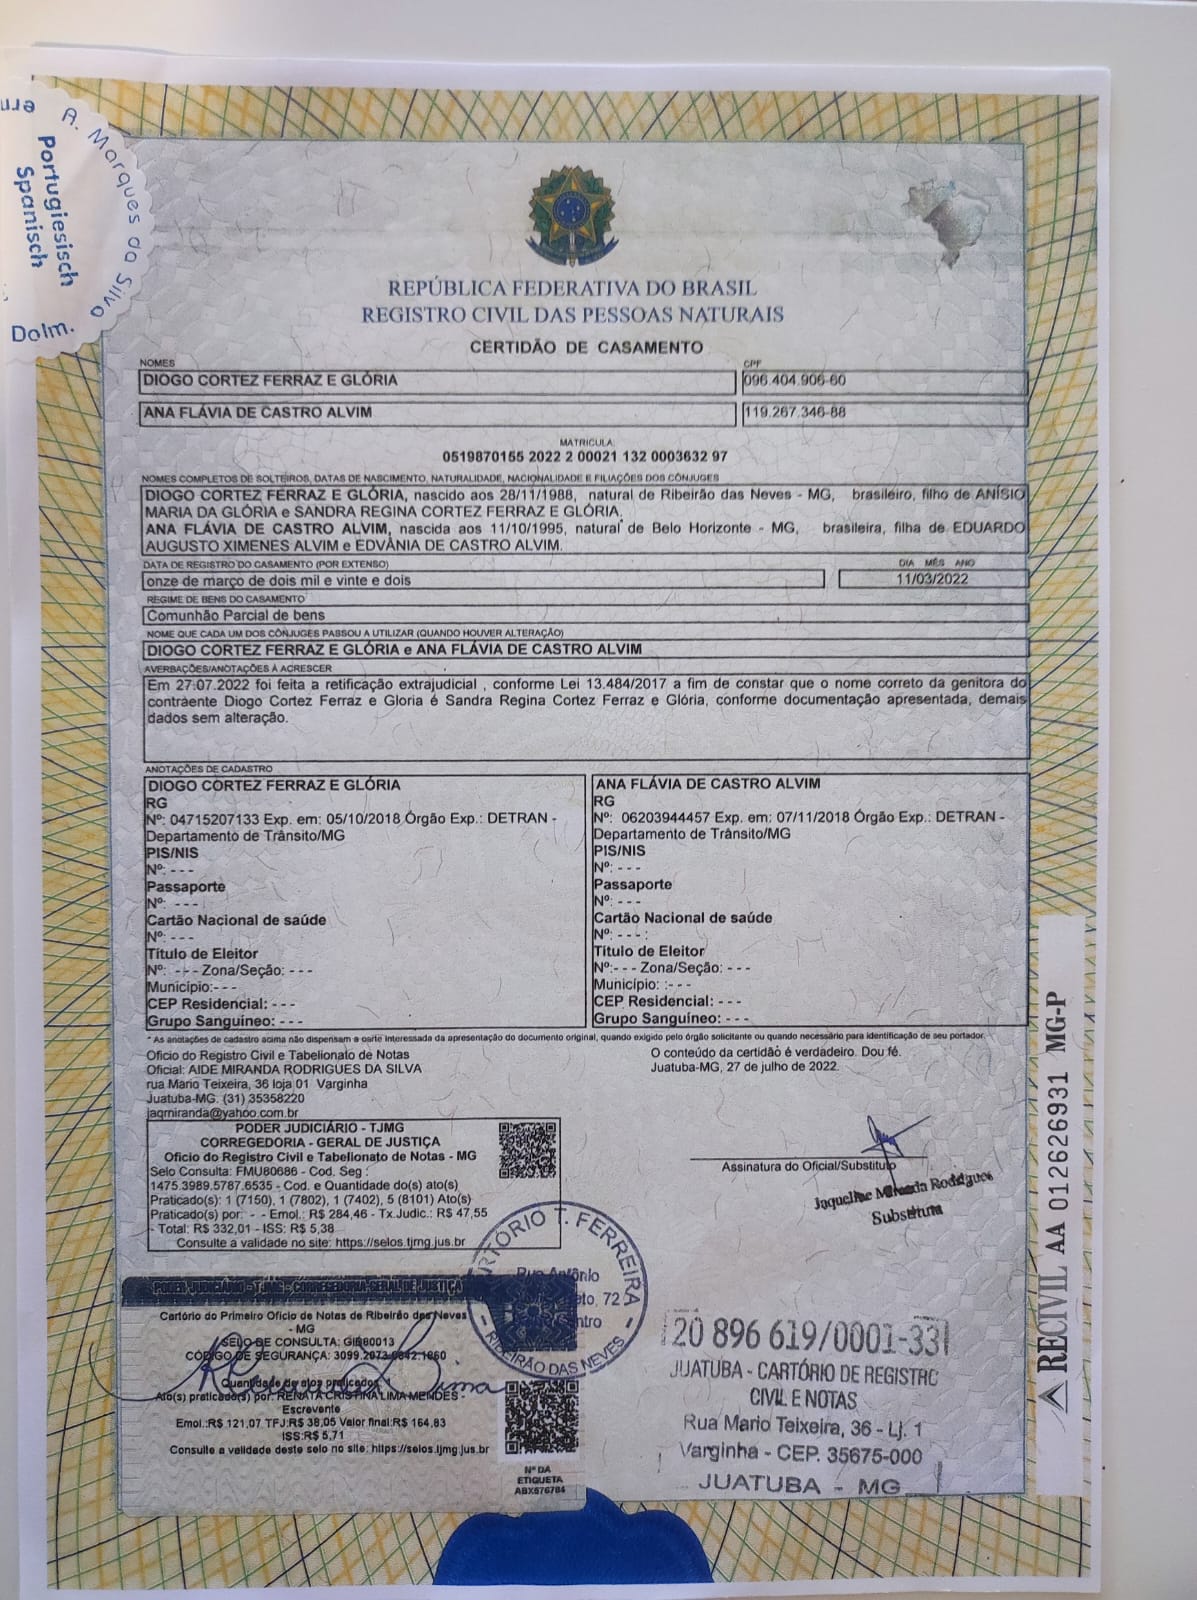 A. Marques da Silva
Portugiesisch
Spanisch
Dolm.
REPÚBLICA FEDERATIVA DO BRASIL
REGISTRO CIVIL DAS PESSOAS NATURAIS
CERTIDÃO DE CASAMENTO
NOMES CPF
DIOGO CORTEZ FERRAZ E GLÓRIA 096.404.906-60
ANA FLÁVIA DE CASTRO ALVIM 119.267.346-88
MATRICULA:
0519870155 2022 2 00021 132 0003632 97
NOMES COMPLETOS DE SOLTEIROS, DATAS DE NASCIMENTO, NATURALIDADE, NACIONALIDADE E FILIAÇÕES DOS CÔNJUGES
DIOGO CORTEZ FERRAZ E GLÓRIA, nascido aos 28/11/1988, natural de Ribeirão das Neves - MG, brasileiro, filho de ANÍSIO
MARIA DA GLÓRIA e SANDRA REGINA CORTEZ FERRAZ E GLÓRIA.
ANA FLÁVIA DE CASTRO ALVIM, nascida aos 11/10/1995, natural de Belo Horizonte - MG, brasileira, filha de EDUARDO
AUGUSTO XIMENES ALVIM e EDVÂNIA DE CASTRO ALVIM.
DATA DE REGISTRO DO CASAMENTO (POR EXTENSO) DIA MÊS ANO
onze de março de dois mil e vinte e dois 11/03/2022
REGIME DE BENS DO CASAMENTO
Comunhão Parcial de bens
NOME QUE CADA UM DOS CÔNJUGES PASSOU A UTILIZAR (QUANDO HOUVER ALTERAÇÃO)
DIOGO CORTEZ FERRAZ E GLÓRIA e ANA FLÁVIA DE CASTRO ALVIM
AVERBAÇÕES/ANOTAÇÕES À ACRESCER
Em 27.07.2022 foi feita a retificação extrajudicial , conforme Lei 13.484/2017 a fim de constar que o nome correto da genitora do
contraente Diogo Cortez Ferraz e Gloria é Sandra Regina Cortez Ferraz e Glória, conforme documentação apresentada, demais
dados sem alteração.
ANOTAÇÕES DE CADASTRO
DIOGO CORTEZ FERRAZ E GLÓRIA
RG
Nº: 04715207133 Exp. em: 05/10/2018 Órgão Exp.: DETRAN -
Departamento de Trânsito/MG
PIS/NIS
Nº: - - -
Passaporte
Nº: - - -
Cartão Nacional de saúde
Nº: - - -
Título de Eleitor
Nº: - - - Zona/Seção: - - -
Município:- - -
CEP Residencial: - - -
Grupo Sanguíneo: - - -
ANA FLÁVIA DE CASTRO ALVIM
RG
Nº: 06203944457 Exp. em: 07/11/2018 Órgão Exp.: DETRAN -
Departamento de Trânsito/MG
PIS/NIS
Nº: - - -
Passaporte
Nº: - - -
Cartão Nacional de saúde
Nº: - - - :
Título de Eleitor
Nº:- - - Zona/Seção: - - -
Município: :- - -
CEP Residencial: - - -
Grupo Sanguíneo: - - -
* As anotações de cadastro acima não dispensam a parte interessada da apresentação do documento original, quando exigido pelo órgão solicitante ou quando necessário para identificação de seu portador.
Oficio do Registro Civil e Tabelionato de Notas
Oficial: AIDE MIRANDA RODRIGUES DA SILVA
rua Mario Teixeira, 36 loja 01 Varginha
Juatuba-MG. (31) 35358220
jaqrniranda@yahoo.com.br
O conteúdo da certidão é verdadeiro. Dou fé.
Juatuba-MG, 27 de julho de 2022.
PODER JUDICIÁRIO - TJMG
CORREGEDORIA - GERAL DE JUSTIÇA
Oficio do Registro Civil e Tabelionato de Notas - MG
Selo Consulta: FMU80686 - Cod. Seg :
1475.3989.5787.6535 - Cod. e Quantidade do(s) ato(s)
Praticado(s): 1 (7150), 1 (7802), 1 (7402), 5 (8101) Ato(s)
Praticado(s) por: - - Emol.: R$ 284,46 - Tx.Judic.: R$ 47,55
- Total: R$ 332,01 - ISS: R$ 5,38
Consulte a validade no site: https://selos.tjmg.jus.br
Assinatura do Oficial/Substituto
Jaqueline Miranda Rodrigues
Substituta
CARTÓRIO T. FERREIRA
Rua Antônio
72
Centro
RIBEIRÃO DAS NEVES
PODER JUDICIÁRIO - TJMG - CORREGEDORIA GERAL DE JUSTIÇA
Cartório do Primeiro Oficio de Notas de Ribeirão das Neves
- MG
SELO DE CONSULTA: GIR80013
CÓDIGO DE SEGURANÇA: 3099.2073.0842.1860
Quantidade de atos praticados
Ato(s) praticado(s) por: RENATA CRISTINA LIMA MENDES -
Escrevente
Emol.:R$ 121,07 TFJ:R$ 38,05 Valor final:R$ 164,83
ISS:R$ 5,71
Consulte a validade deste selo no site: https://selos.tjmg.jus.br
Nº DA
ETIQUETA
ABX576784
20 896 619/0001-33
JUATUBA - CARTÓRIO DE REGISTRO
CIVIL E NOTAS
Rua Mario Teixeira, 36 - Lj. 1
Varginha - CEP. 35675-000
JUATUBA - MG
RECIVIL AA 012626931 MG-P